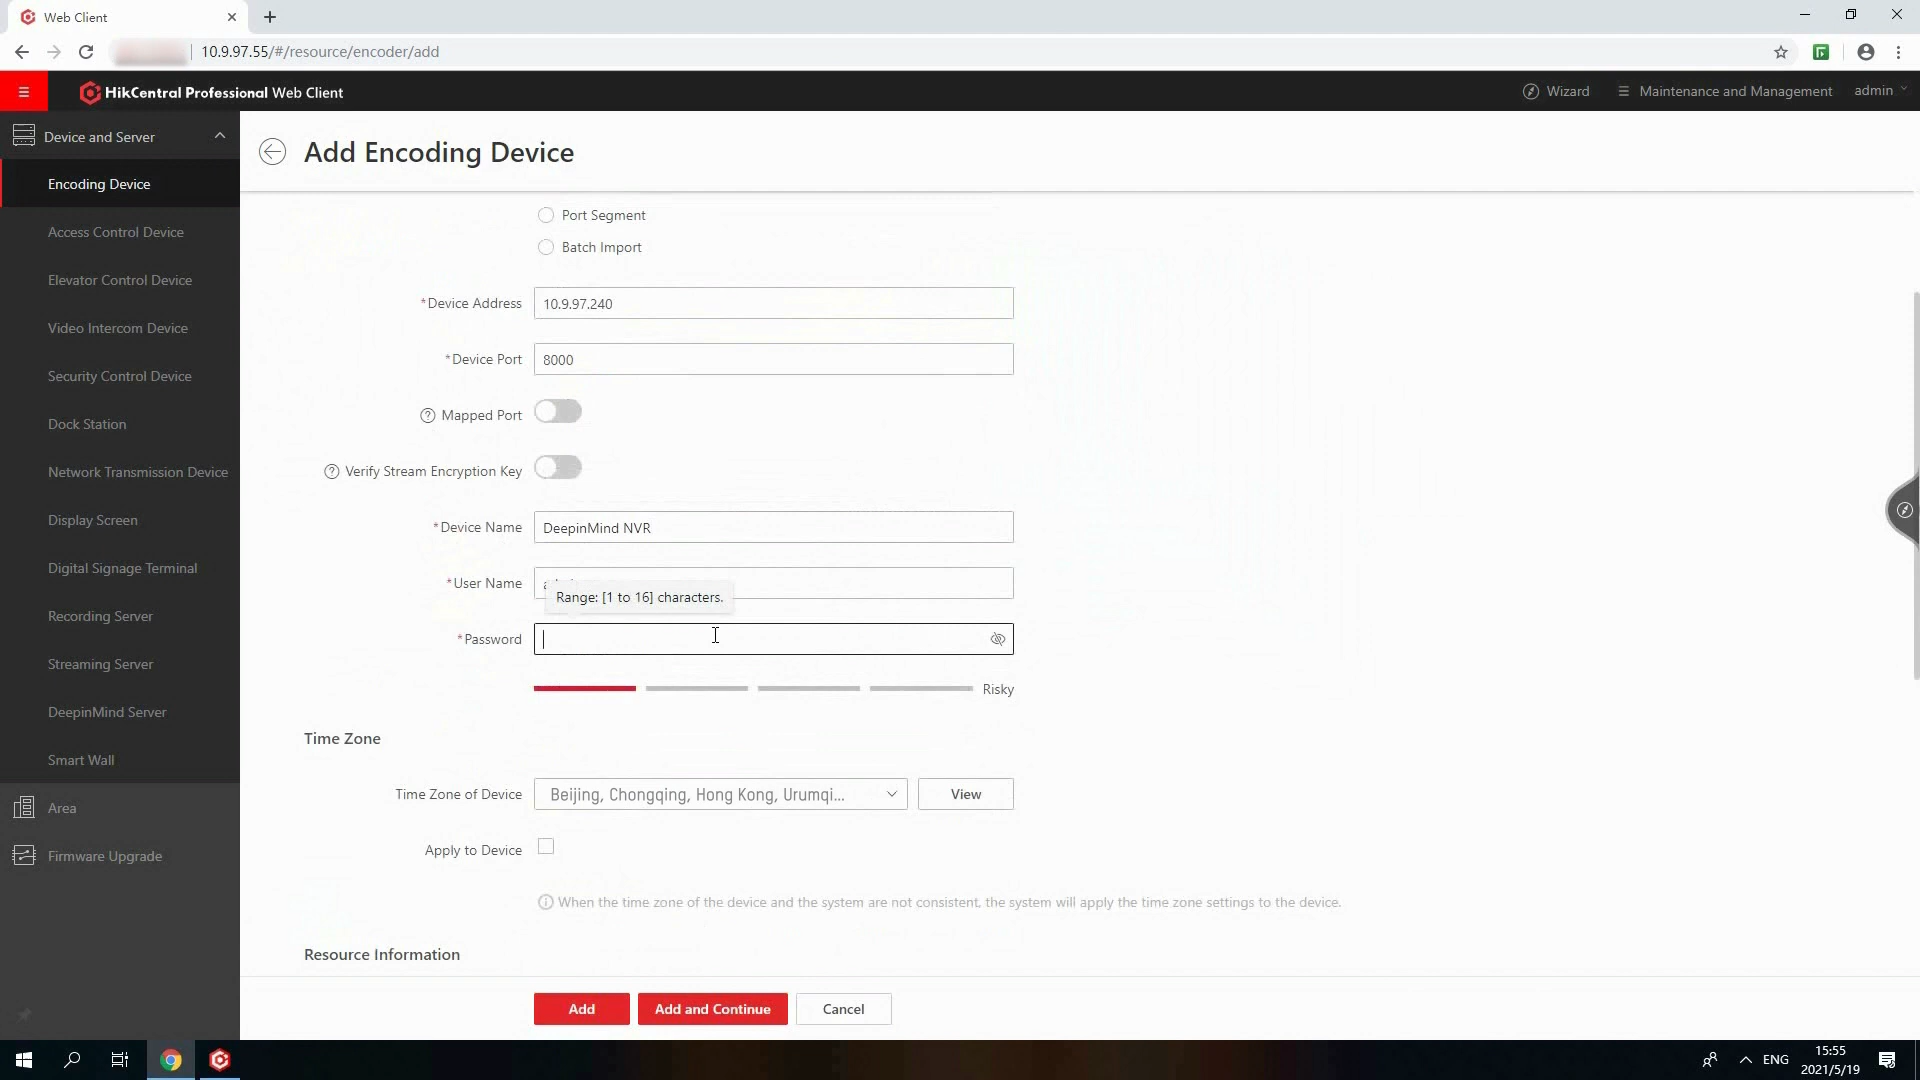 Web Client
10.9.97.55/#/resource/encoder/add
HikCentral Professional Web Client
Wizard
Maintenance and Management
admin
Device and Server
Encoding Device
Access Control Device
Elevator Control Device
Video Intercom Device
Security Control Device
Dock Station
Network Transmission Device
Display Screen
Digital Signage Terminal
Recording Server
Streaming Server
DeepinMind Server
Smart Wall
Area
Firmware Upgrade
Add Encoding Device
Port Segment
Batch Import
*Device Address
10.9.97.240
*Device Port
8000
Mapped Port
Verify Stream Encryption Key
*Device Name
DeepinMind NVR
*User Name
Range: [1 to 16] characters.
*Password
Risky
Time Zone
Time Zone of Device
Beijing, Chongqing, Hong Kong, Urumqi...
View
Apply to Device
When the time zone of the device and the system are not consistent, the system will apply the time zone settings to the device.
Resource Information
Add
Add and Continue
Cancel
ENG
15:55
2021/5/19